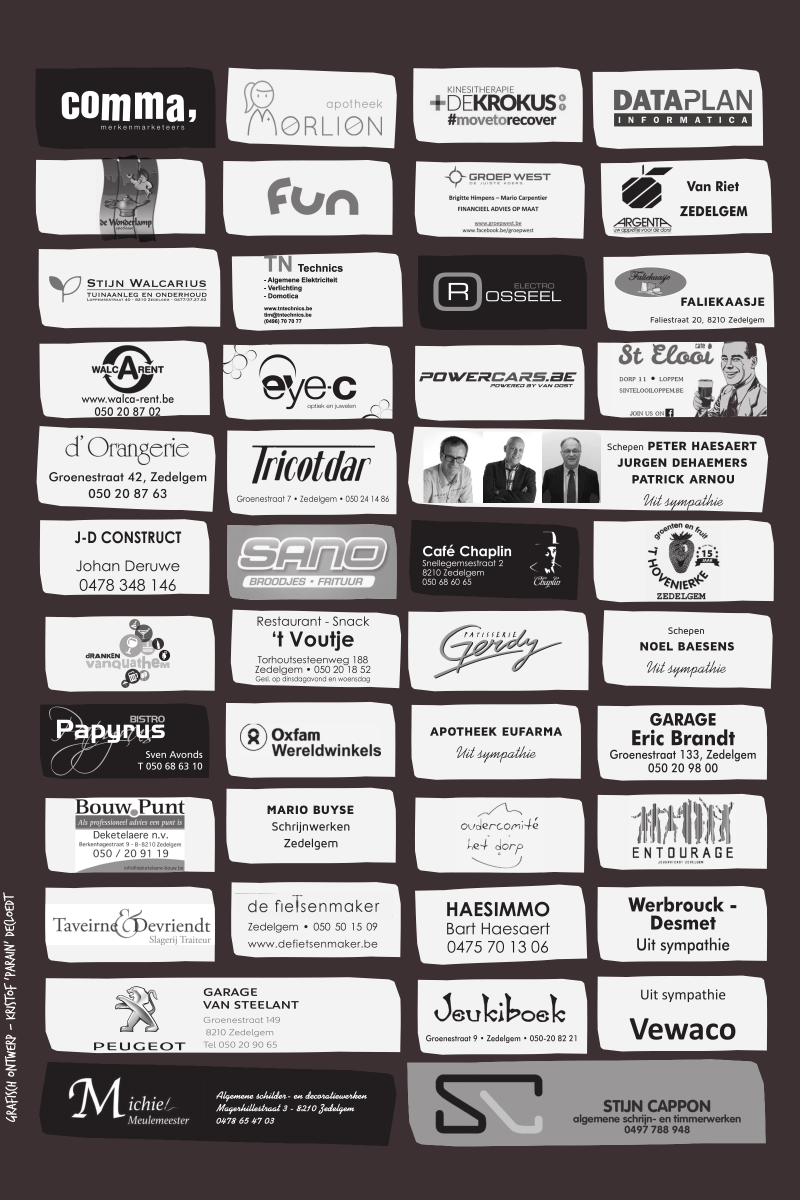 comma,
merkenmarketeers
apotheek
MORLION
KINESITHERAPIE
DEKROKUS
#movetorecover
DATAPLAN
INFORMATICA
de Wonderlamp
fun
GROEP WEST
DE JUISTE KOERS
Brigitte Himpens – Mario Carpentier
FINANCIEEL ADVIES OP MAAT
www.groepwest.be
www.facebook.be/groepwest
Van Riet
ZEDELGEM
ARGENTA
uw appeltje voor de dorst
STIJN WALCARIUS
TUINAANLEG EN ONDERHOUD
TN Technics
- Algemene Elektriciteit
- Verlichting
- Domotica
www.tntechnics.be
tim@tntechnics.be
(0496) 70 70 77
ELECTRO
R OSSEEL
Faliekaasje
FALIEKAASJE
Faliestraat 20, 8210 Zedelgem
WALCARENT
www.walca-rent.be
050 20 87 02
eye·c
optiek en juwelen
POWERCARS.BE
POWERED BY VAN OOST
café
St Elooi
DORP 11 • LOPPEM
SINTELOOILOPPEM.BE
JOIN US ON f
d'Orangerie
Groenestraat 42, Zedelgem
050 20 87 63
Tricotdar
Groenestraat 7 • Zedelgem • 050 24 14 86
Schepen PETER HAESAERT
JURGEN DEHAEMERS
PATRICK ARNOU
Uit sympathie
J-D CONSTRUCT
Johan Deruwe
0478 348 146
SANO
BROODJES • FRITUUR
Café Chaplin
Snellegemsestraat 2
8210 Zedelgem
050 68 60 65
Chaplin
groenten en fruit
'T HOVENIERKE
15
JAAR
ZEDELGEM
dRANKEN
vanquathem
Restaurant - Snack
't Voutje
Torhoutsesteenweg 188
Zedelgem • 050 20 18 52
Gesl. op dinsdagavond en woensdag
PATISSERIE
Gerdy
Schepen
NOEL BAESENS
Uit sympathie
BISTRO
Papyrus
Sven Avonds
T 050 68 63 10
Oxfam
Wereldwinkels
APOTHEEK EUFARMA
Uit sympathie
GARAGE
Eric Brandt
Groenestraat 133, Zedelgem
050 20 98 00
Bouw.Punt
Als professioneel advies een punt is
Deketelaere n.v.
Berkenhagestraat 9 - B-8210 Zedelgem
050 / 20 91 19
info@deketelaere-bouw.be
MARIO BUYSE
Schrijnwerken
Zedelgem
oudercomité
het dorp
ENTOURAGE
JEUGDDIENST ZEDELGEM
Taveirne & Devriendt
Slagerij Traiteur
de fietsenmaker
Zedelgem • 050 50 15 09
www.defietsenmaker.be
HAESIMMO
Bart Haesaert
0475 70 13 06
Werbrouck -
Desmet
Uit sympathie
PEUGEOT
GARAGE
VAN STEELANT
Groenestraat 149
8210 Zedelgem
Tel 050 20 90 65
Jeukiboek
Groenestraat 9 • Zedelgem • 050-20 82 21
Uit sympathie
Vewaco
Michiel
Meulemeester
Algemene schilder- en decoratiewerken
Magerhillestraat 3 - 8210 Zedelgem
0478 65 47 03
SC
STIJN CAPPON
algemene schrijn- en timmerwerken
0497 788 948
GRAFISCH ONTWERP – KRISTOF 'PARAIN' DECLOEDT